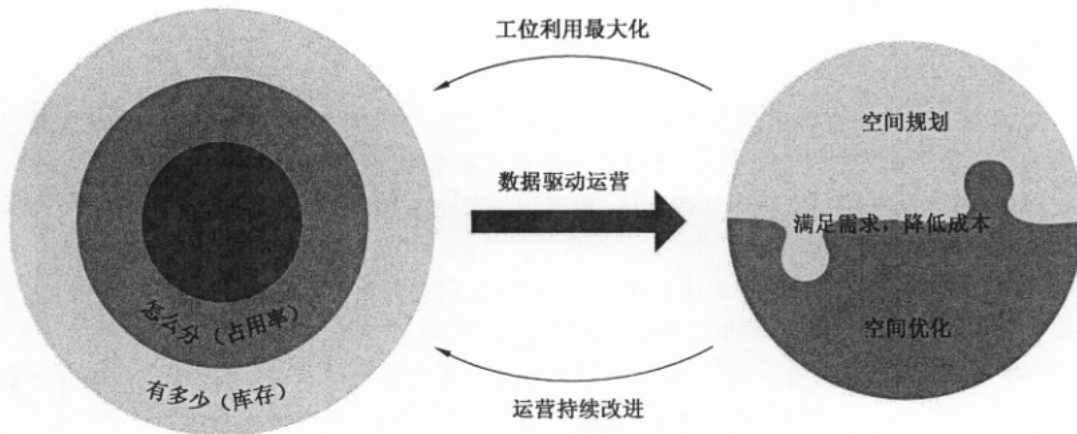 工位利用最大化
空间规划
数据驱动运营
满足需求，降低成本
怎么分（占用率）
空间优化
有多少（库存）
运营持续改进